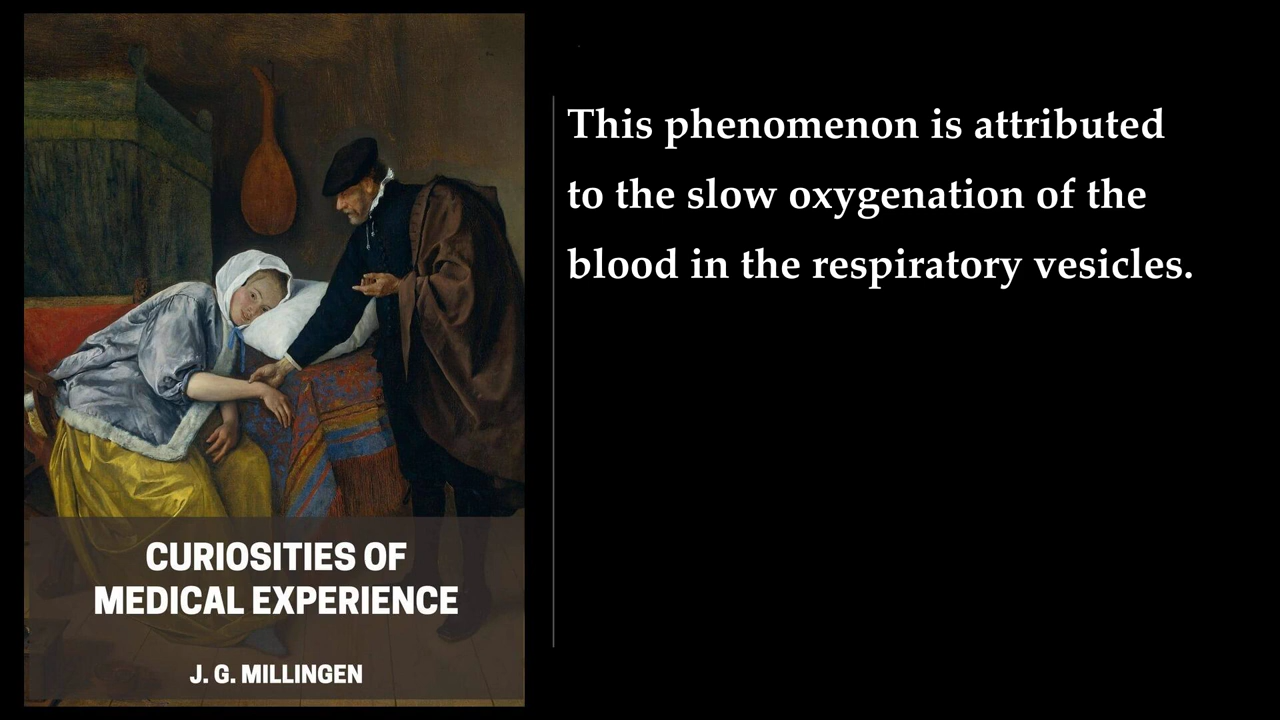 This phenomenon is attributed
to the slow oxygenation of the
blood in the respiratory vesicles.
CURIOSITIES OF
MEDICAL EXPERIENCE
J. G. MILLINGEN